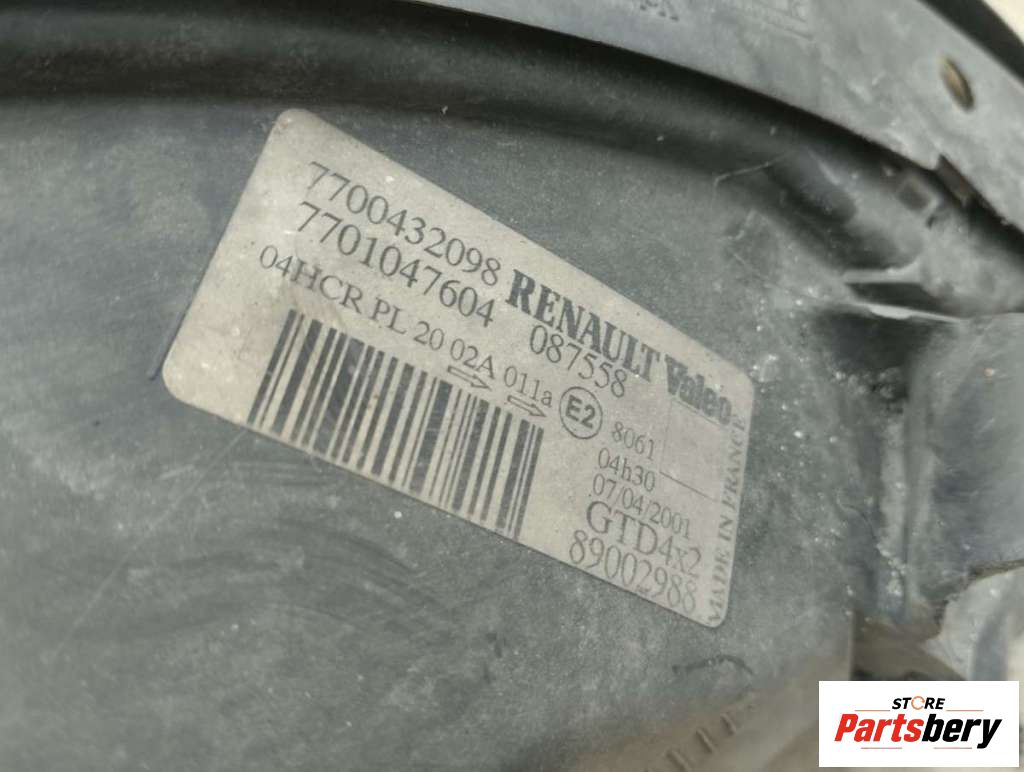 7700432098 RENAULT Valeo
7701047604 087558
04HCR PL 20 02A 011a E2 8061
04h30
07/04/2001
GTD4x2
89002988
MADE IN FRANCE
STORE
Partsbery